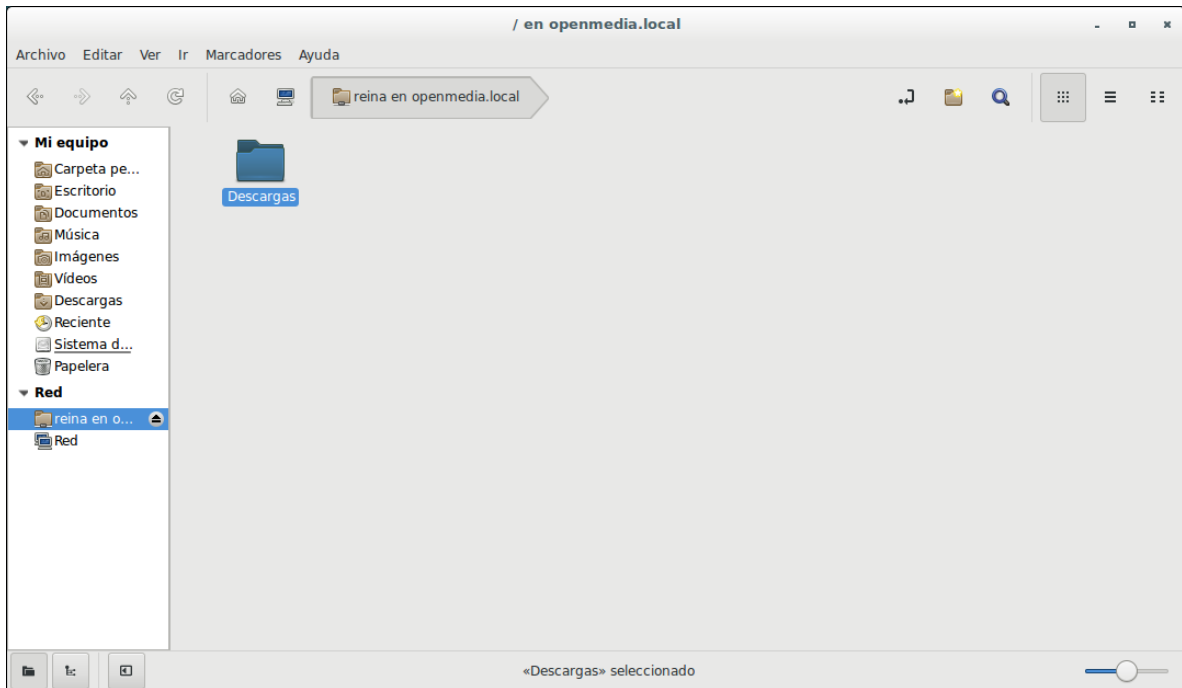 / en openmedia.local
Archivo Editar Ver Ir Marcadores Ayuda
reina en openmedia.local
Mi equipo
Carpeta pe...
Escritorio
Documentos
Música
Imágenes
Vídeos
Descargas
Reciente
Sistema d...
Papelera
Red
reina en o...
Red
Descargas
«Descargas» seleccionado